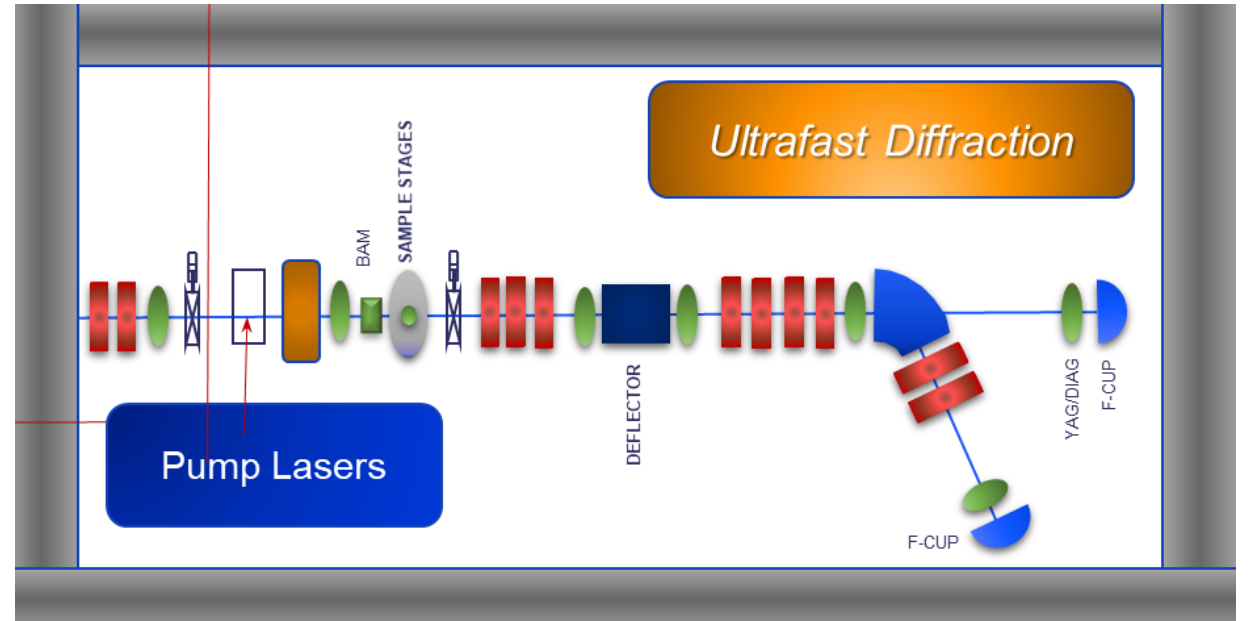 Ultrafast Diffraction
BAM
SAMPLE STAGES
DEFLECTOR
YAG/DIAG
F-CUP
Pump Lasers
F-CUP